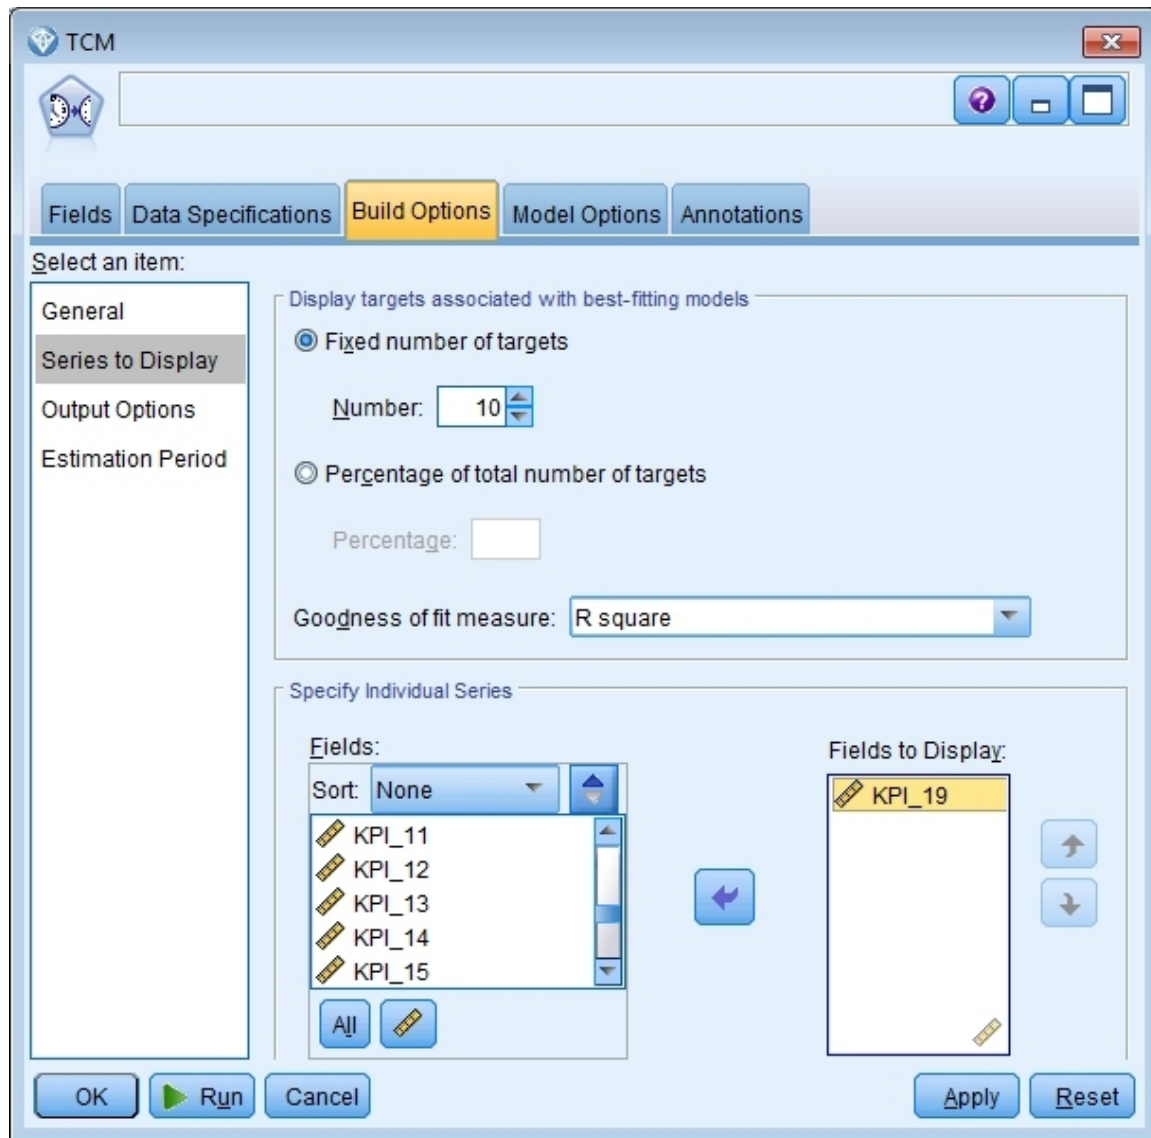 TCM
Fields Data Specifications Build Options Model Options Annotations
Select an item:
General
Series to Display
Output Options
Estimation Period
Display targets associated with best-fitting models
Fixed number of targets
Number: 10
Percentage of total number of targets
Percentage:
Goodness of fit measure: R square
Specify Individual Series
Fields:
Sort: None
KPI_11
KPI_12
KPI_13
KPI_14
KPI_15
All
Fields to Display:
KPI_19
OK Run Cancel Apply Reset